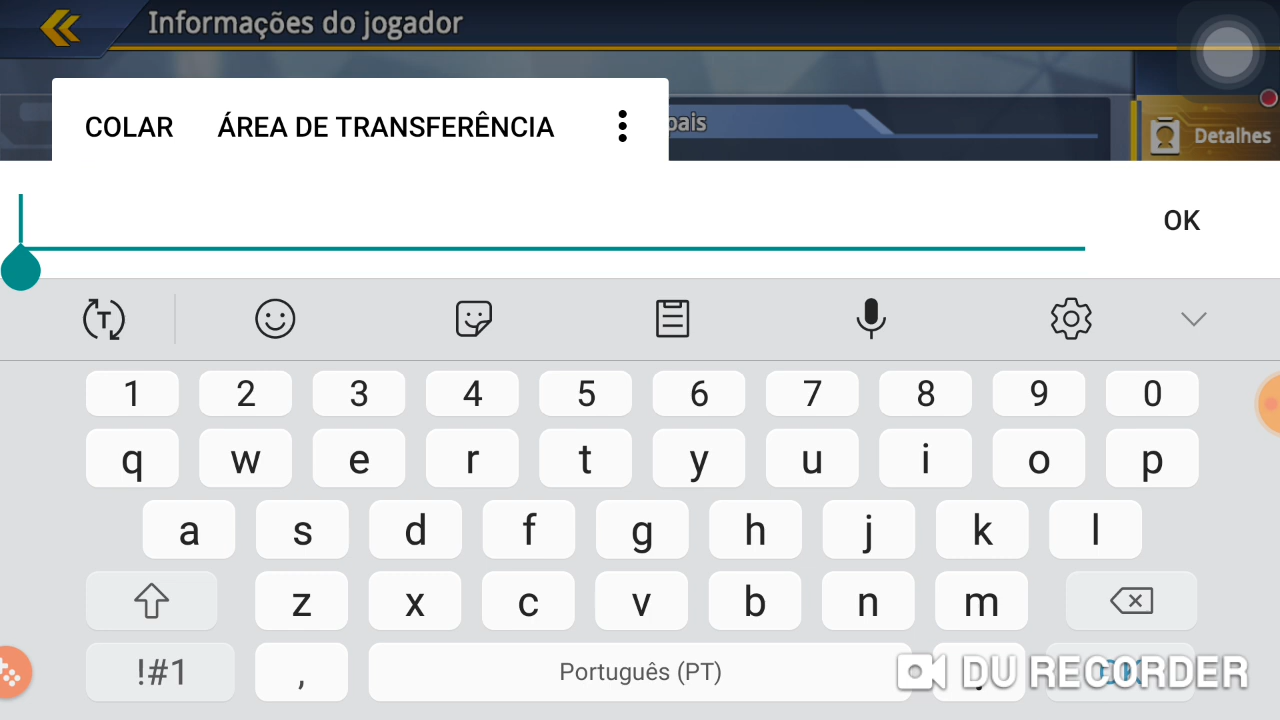 Informações do jogador
COLAR ÁREA DE TRANSFERÊNCIA
Detalhes
OK
T
1 2 3 4 5 6 7 8 9 0
q w e r t y u i o p
a s d f g h j k l
z x c v b n m
!#1 , Português (PT) . OK
DU RECORDER